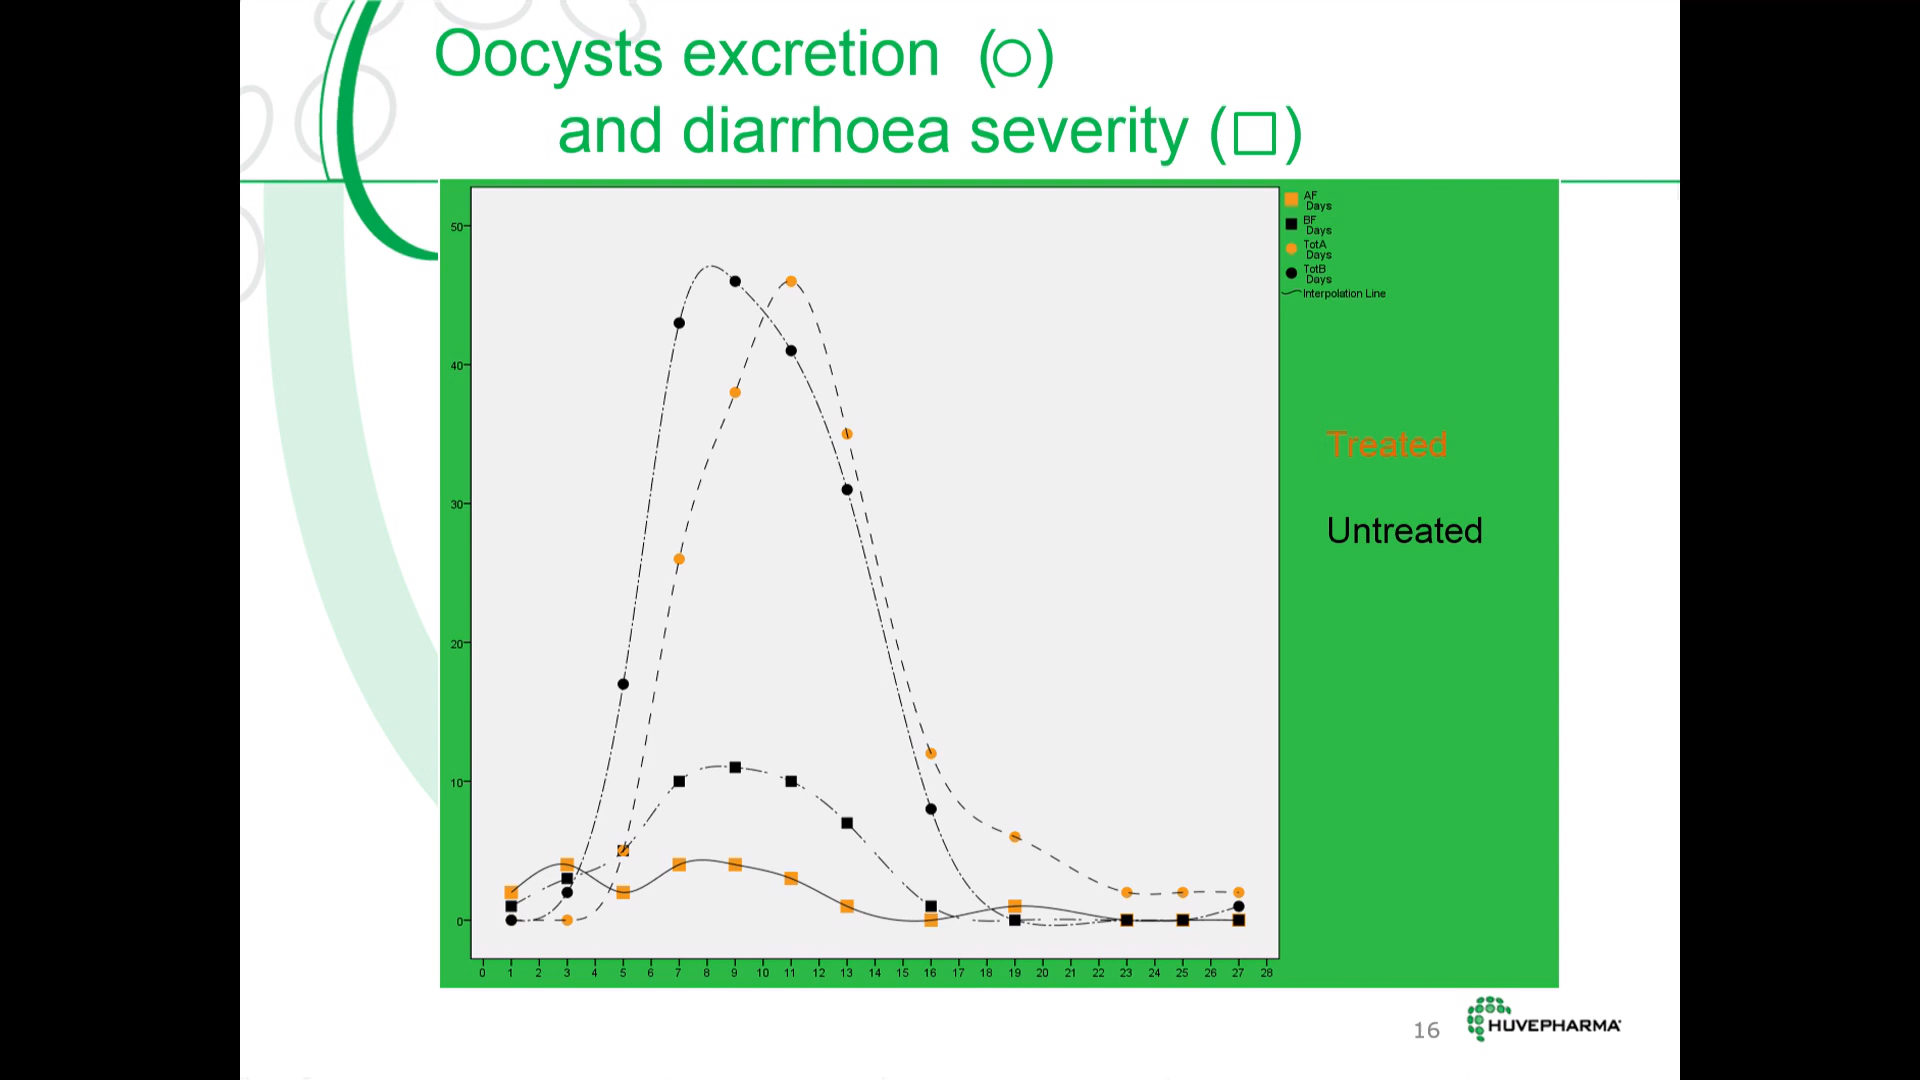 Oocysts excretion (○)
and diarrhoea severity (□)
AF
Days
BF
Days
TotA
Days
TotB
Days
Interpolation Line
50
40
30
20
10
0
Treated
Untreated
0 1 2 3 4 5 6 7 8 9 10 11 12 13 14 15 16 17 18 19 20 21 22 23 24 25 26 27 28
16
HUVEPHARMA